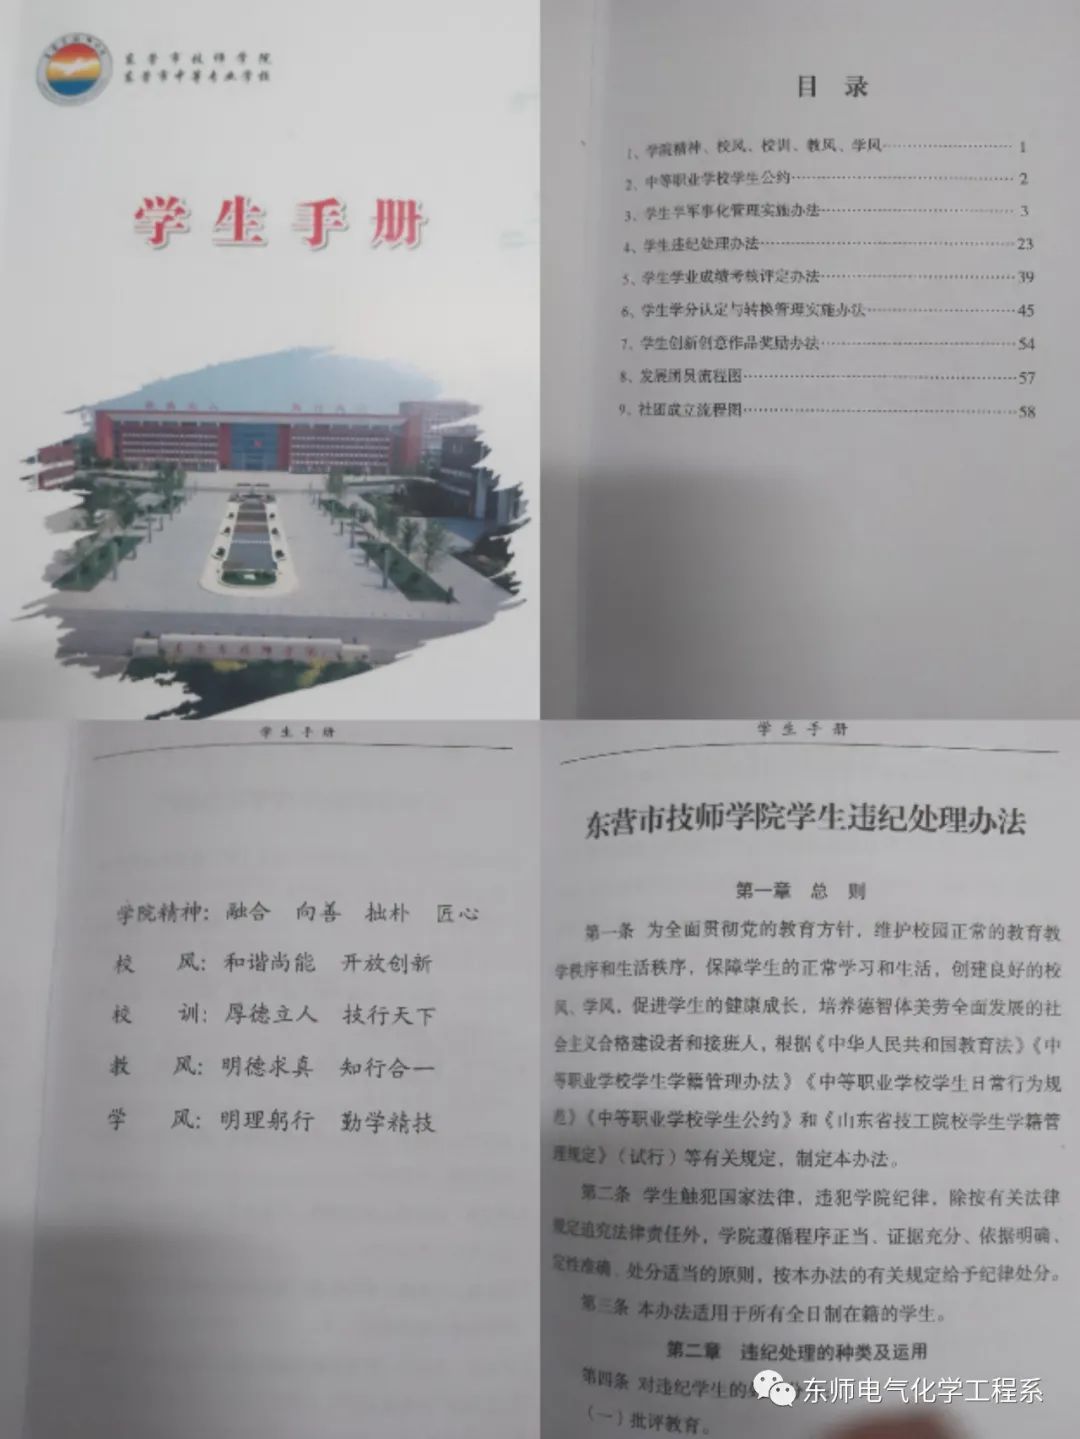 东营市技师学院
东营市中等专业学校
学生手册
东营市技师学院
目 录
1、学院精神、校风、校训、教风、学风 1
2、中等职业学校学生公约 2
3、学生半军事化管理实施办法 3
4、学生违纪处理办法 23
5、学生学业成绩考核评定办法 39
6、学生学分认定与转换管理实施办法 45
7、学生创新创意作品奖励办法 54
8、发展团员流程图 57
9、社团成立流程图 58
学生手册
学院精神：融合 向善 拙朴 匠心
校 风：和谐尚能 开放创新
校 训：厚德立人 技行天下
教 风：明德求真 知行合一
学 风：明理躬行 勤学精技
学生手册
东营市技师学院学生违纪处理办法
第一章 总 则
第一条 为全面贯彻党的教育方针，维护校园正常的教育教
学秩序和生活秩序，保障学生的正常学习和生活，创建良好的校
风、学风，促进学生的健康成长，培养德智体美劳全面发展的社
会主义合格建设者和接班人，根据《中华人民共和国教育法》《中
等职业学校学生学籍管理办法》《中等职业学校学生日常行为规
范》《中等职业学校学生公约》和《山东省技工院校学生学籍管
理规定》（试行）等有关规定，制定本办法。
第二条 学生触犯国家法律，违犯学院纪律，除按有关法律
规定追究法律责任外，学院遵循程序正当、证据充分、依据明确、
定性准确、处分适当的原则，按本办法的有关规定给予纪律处分。
第三条 本办法适用于所有全日制在籍的学生。
第二章 违纪处理的种类及运用
第四条 对违纪学生的处 分
（一）批评教育。
东师电气化学工程系